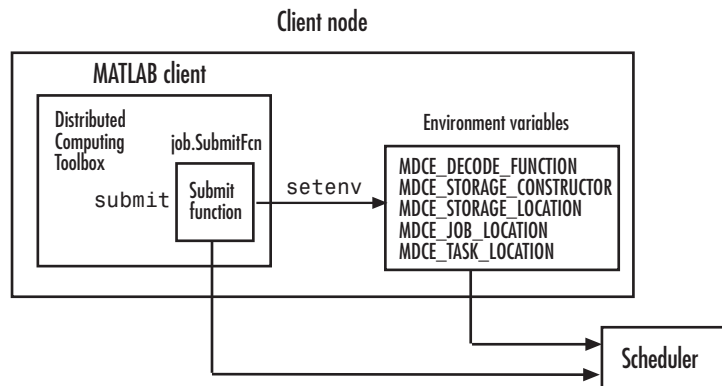 Client node
MATLAB client
Distributed
Computing
Toolbox
job.SubmitFcn
submit
Submit
function
setenv
Environment variables
MDCE_DECODE_FUNCTION
MDCE_STORAGE_CONSTRUCTOR
MDCE_STORAGE_LOCATION
MDCE_JOB_LOCATION
MDCE_TASK_LOCATION
Scheduler